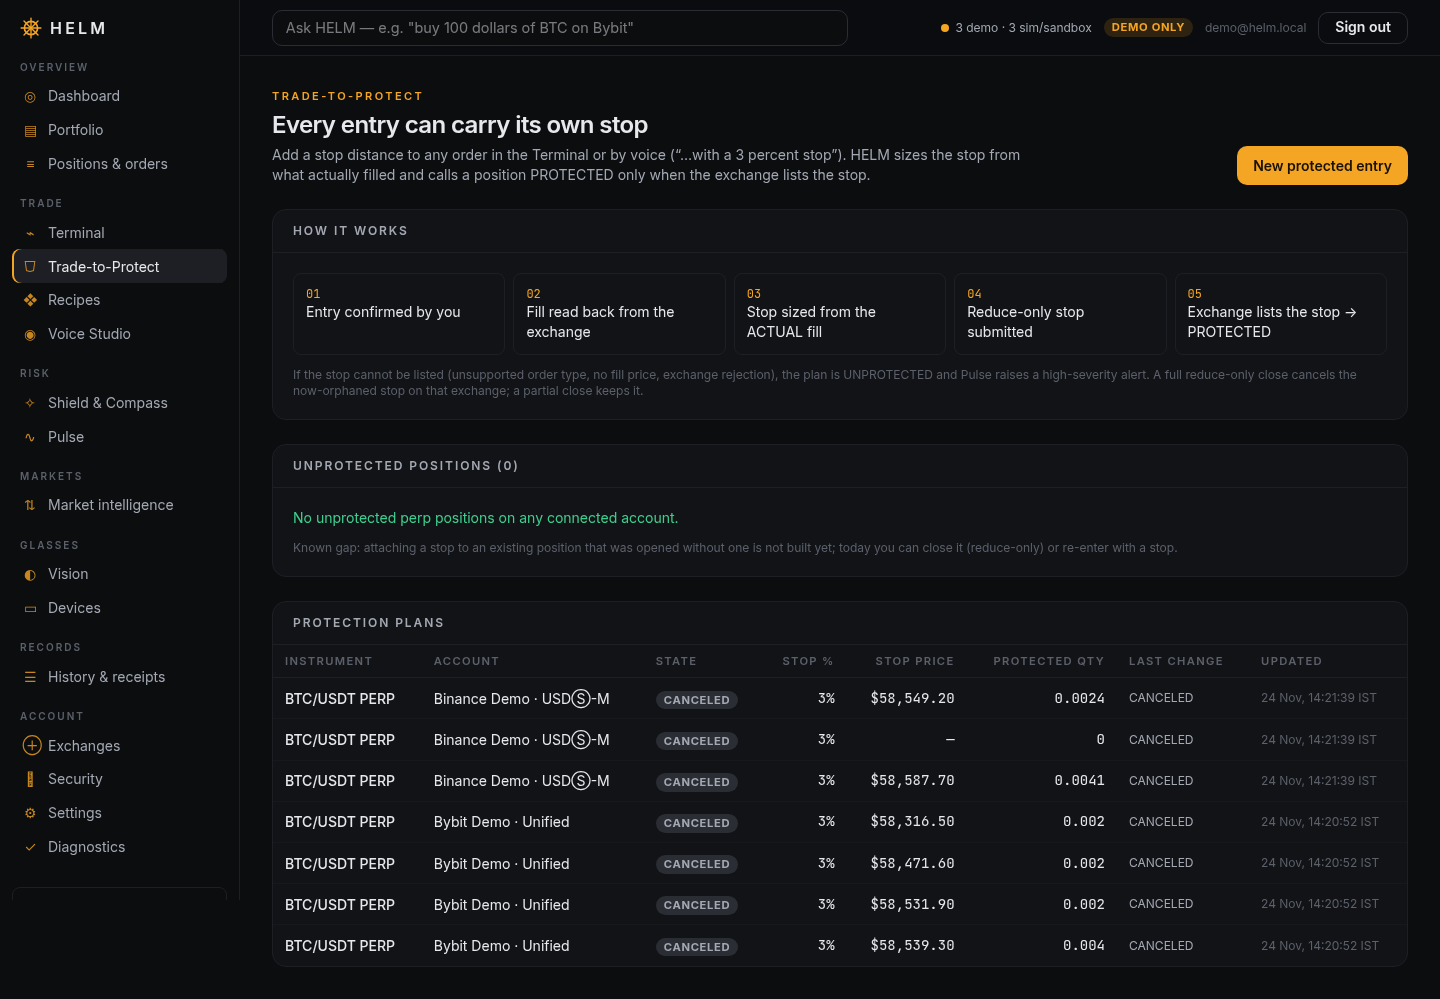 HELM
Ask HELM — e.g. "buy 100 dollars of BTC on Bybit"
3 demo · 3 sim/sandbox
DEMO ONLY
demo@helm.local
Sign out
OVERVIEW
Dashboard
Portfolio
Positions & orders
TRADE
Terminal
Trade-to-Protect
Recipes
Voice Studio
RISK
Shield & Compass
Pulse
MARKETS
Market intelligence
GLASSES
Vision
Devices
RECORDS
History & receipts
ACCOUNT
Exchanges
Security
Settings
Diagnostics
TRADE-TO-PROTECT
Every entry can carry its own stop
Add a stop distance to any order in the Terminal or by voice (“…with a 3 percent stop”). HELM sizes the stop from
what actually filled and calls a position PROTECTED only when the exchange lists the stop.
New protected entry
HOW IT WORKS
01
Entry confirmed by you
02
Fill read back from the
exchange
03
Stop sized from the
ACTUAL fill
04
Reduce-only stop
submitted
05
Exchange lists the stop →
PROTECTED
If the stop cannot be listed (unsupported order type, no fill price, exchange rejection), the plan is UNPROTECTED and Pulse raises a high-severity alert. A full reduce-only close cancels the
now-orphaned stop on that exchange; a partial close keeps it.
UNPROTECTED POSITIONS (0)
No unprotected perp positions on any connected account.
Known gap: attaching a stop to an existing position that was opened without one is not built yet; today you can close it (reduce-only) or re-enter with a stop.
PROTECTION PLANS
INSTRUMENT ACCOUNT STATE STOP % STOP PRICE PROTECTED QTY LAST CHANGE UPDATED
BTC/USDT PERP Binance Demo · USDⓈ-M CANCELED 3% $58,549.20 0.0024 CANCELED 24 Nov, 14:21:39 IST
BTC/USDT PERP Binance Demo · USDⓈ-M CANCELED 3% — 0 CANCELED 24 Nov, 14:21:39 IST
BTC/USDT PERP Binance Demo · USDⓈ-M CANCELED 3% $58,587.70 0.0041 CANCELED 24 Nov, 14:21:39 IST
BTC/USDT PERP Bybit Demo · Unified CANCELED 3% $58,316.50 0.002 CANCELED 24 Nov, 14:20:52 IST
BTC/USDT PERP Bybit Demo · Unified CANCELED 3% $58,471.60 0.002 CANCELED 24 Nov, 14:20:52 IST
BTC/USDT PERP Bybit Demo · Unified CANCELED 3% $58,531.90 0.002 CANCELED 24 Nov, 14:20:52 IST
BTC/USDT PERP Bybit Demo · Unified CANCELED 3% $58,539.30 0.004 CANCELED 24 Nov, 14:20:52 IST